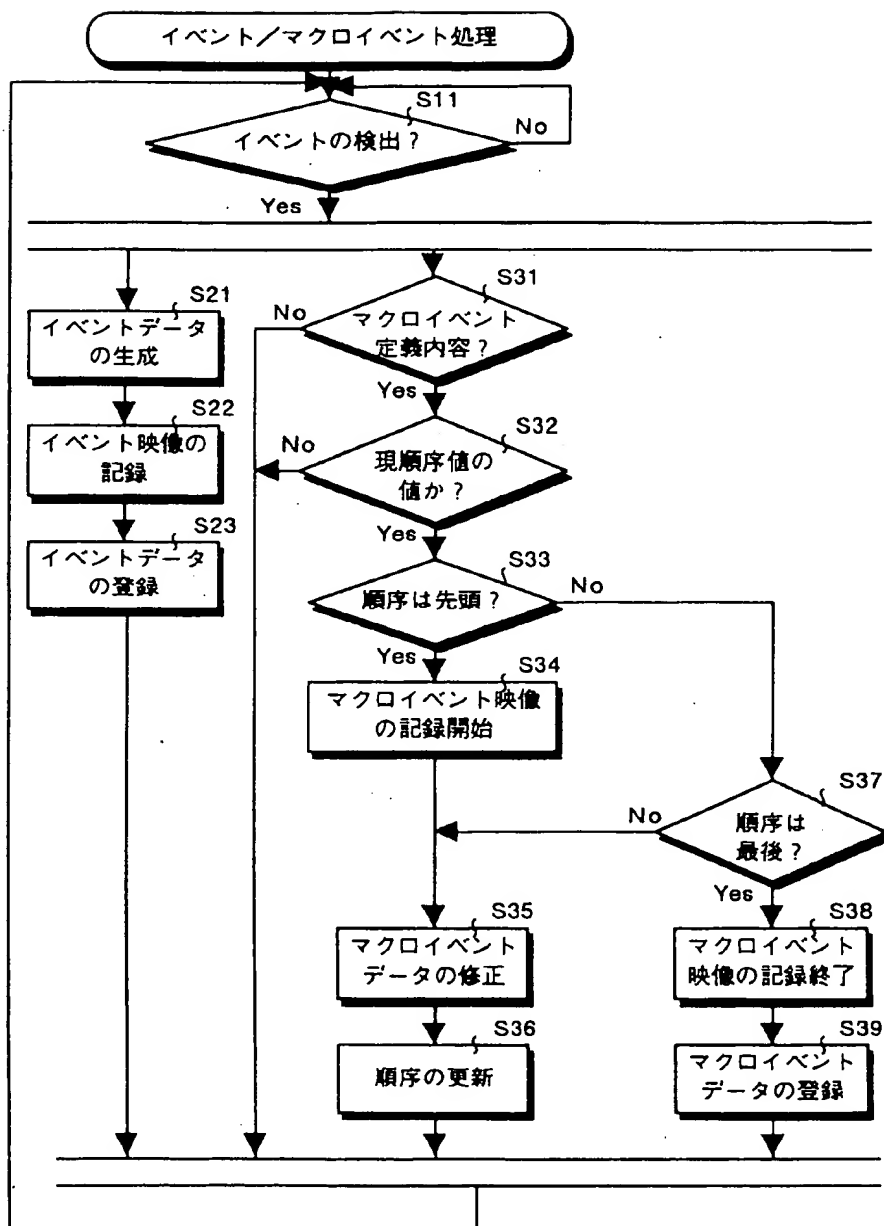 イベント／マクロイベント処理
S11
イベントの検出？
No
Yes
S21
イベントデータ
の生成
S22
イベント映像の
記録
S23
イベントデータ
の登録
S31
No
マクロイベント
定義内容？
Yes
S32
No
現順序値の
値か？
Yes
S33
順序は先頭？
No
Yes
S34
マクロイベント映像
の記録開始
S37
No
順序は
最後？
Yes
S35
マクロイベント
データの修正
S36
順序の更新
S38
マクロイベント
映像の記録終了
S39
マクロイベント
データの登録